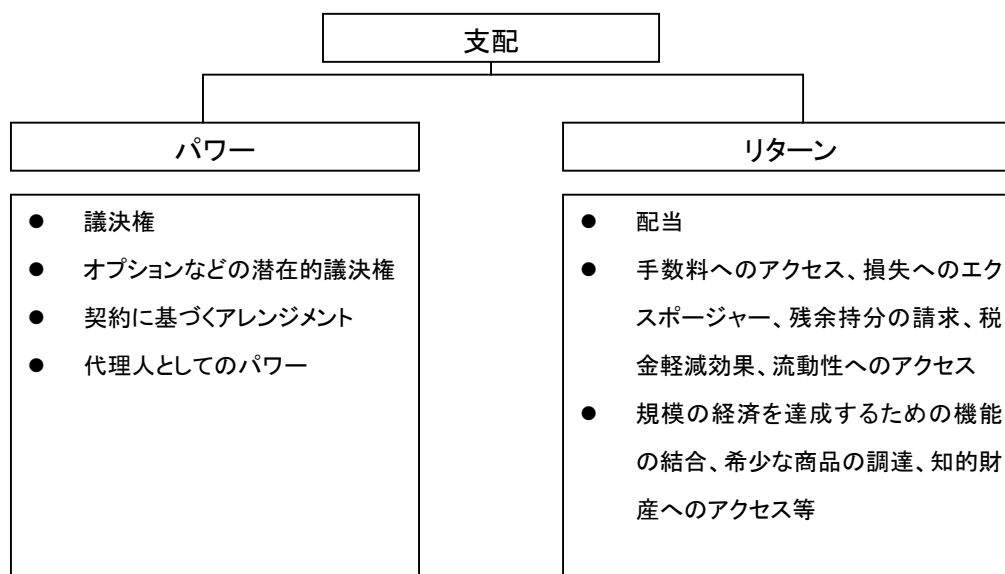 支配
パワー
● 議決権
● オプションなどの潜在的議決権
● 契約に基づくアレンジメント
● 代理人としてのパワー
リターン
● 配当
● 手数料へのアクセス、損失へのエク
スポージャー、残余持分の請求、税
金軽減効果、流動性へのアクセス
● 規模の経済を達成するための機能
の結合、希少な商品の調達、知的財
産へのアクセス等